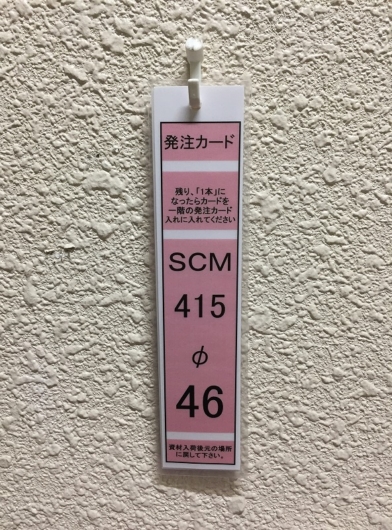 発注カード
残り、「1本」に
なったらカードを
一階の発注カード
入れに入れてください
SCM
415
φ
46
資材入荷後元の場所
に戻して下さい。